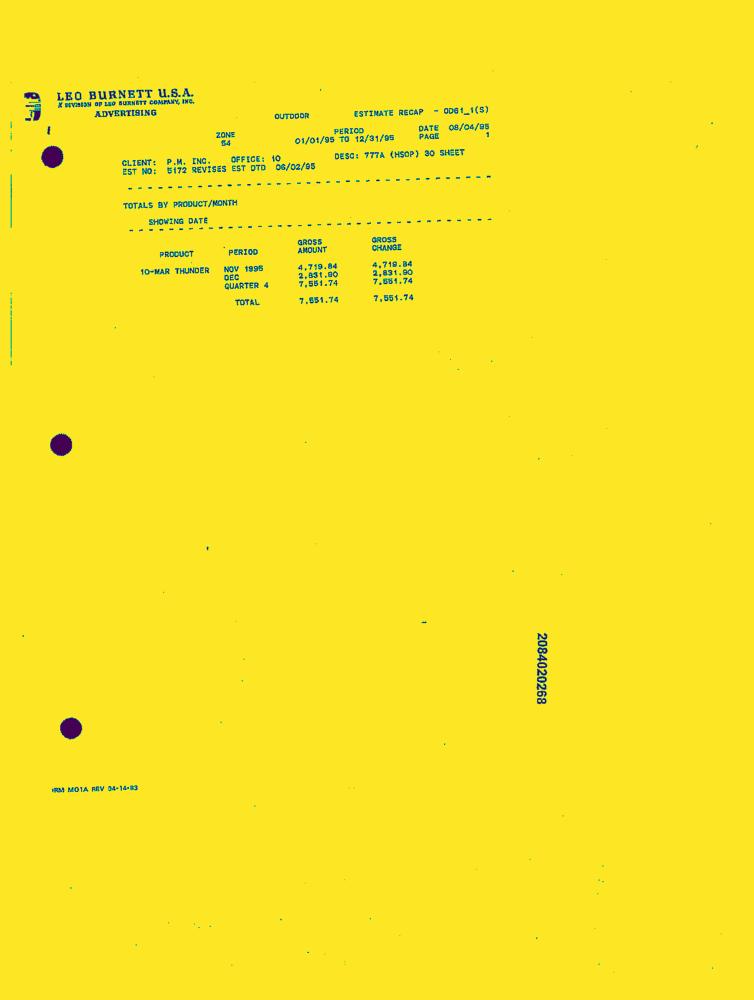 LEO BURNETT U.S.A.
A DIVISION OF LEO BURNETT COMPANY, INC.
ADVERTISING
OUTDOOR ESTIMATE RECAP - OD61_1(S)
ZONE PERIOD DATE 08/04/95
54 01/01/95 TO 12/31/95 PAGE 1
CLIENT: P.M. INC. OFFICE: 10 DESC: 777A (HSOP) 30 SHEET
EST NO: 5172 REVISES EST DTD 06/02/95
TOTALS BY PRODUCT/MONTH
SHOWING DATE
GROSS GROSS
PRODUCT PERIOD AMOUNT CHANGE
10-MAR THUNDER NOV 1995 4,719.84 4,719.84
DEC 2,831.90 2,831.90
QUARTER 4 7,551.74 7,551.74
TOTAL 7,551.74 7,551.74
2084020268
RM MO1A REV 04-14-83